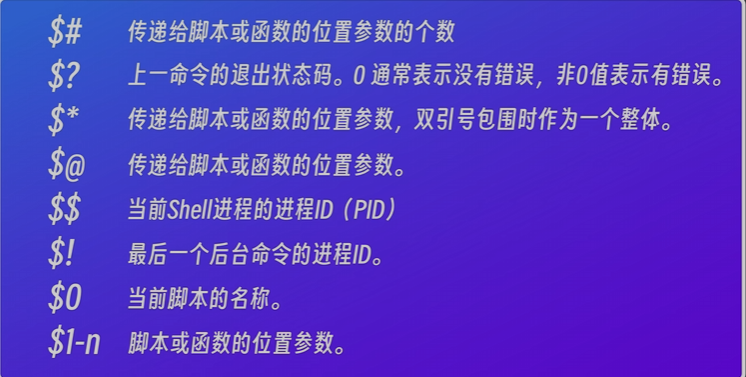 $# 传递给脚本或函数的位置参数的个数
$? 上一命令的退出状态码。0 通常表示没有错误，非0值表示有错误。
$* 传递给脚本或函数的位置参数，双引号包围时作为一个整体。
$@ 传递给脚本或函数的位置参数。
$$ 当前Shell进程的进程ID（PID）
$! 最后一个后台命令的进程ID。
$0 当前脚本的名称。
$1-n 脚本或函数的位置参数。